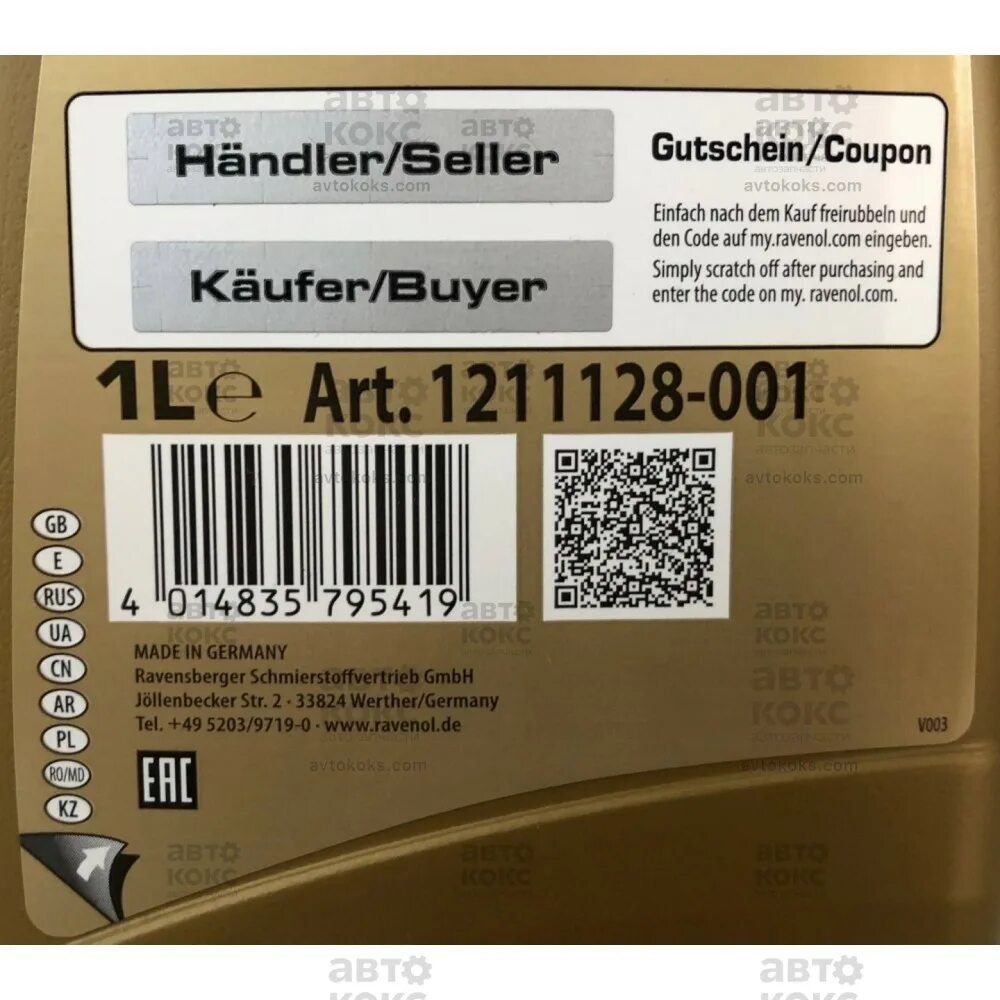 Händler/Seller
Käufer/Buyer
Gutschein/Coupon
Einfach nach dem Kauf freirubbeln und
den Code auf my.ravenol.com eingeben.
Simply scratch off after purchasing and
enter the code on my. ravenol.com.
1L e Art. 1211128-001
4 014835 795419
GB
E
RUS
UA
CN
AR
PL
RO/MD
KZ
MADE IN GERMANY
Ravensberger Schmierstoffvertrieb GmbH
Jöllenbecker Str. 2 · 33824 Werther/Germany
Tel. +49 5203/9719-0 · www.ravenol.de
EAC
V003
АВТО
КОКС
автозапчасти
avtokoks.com